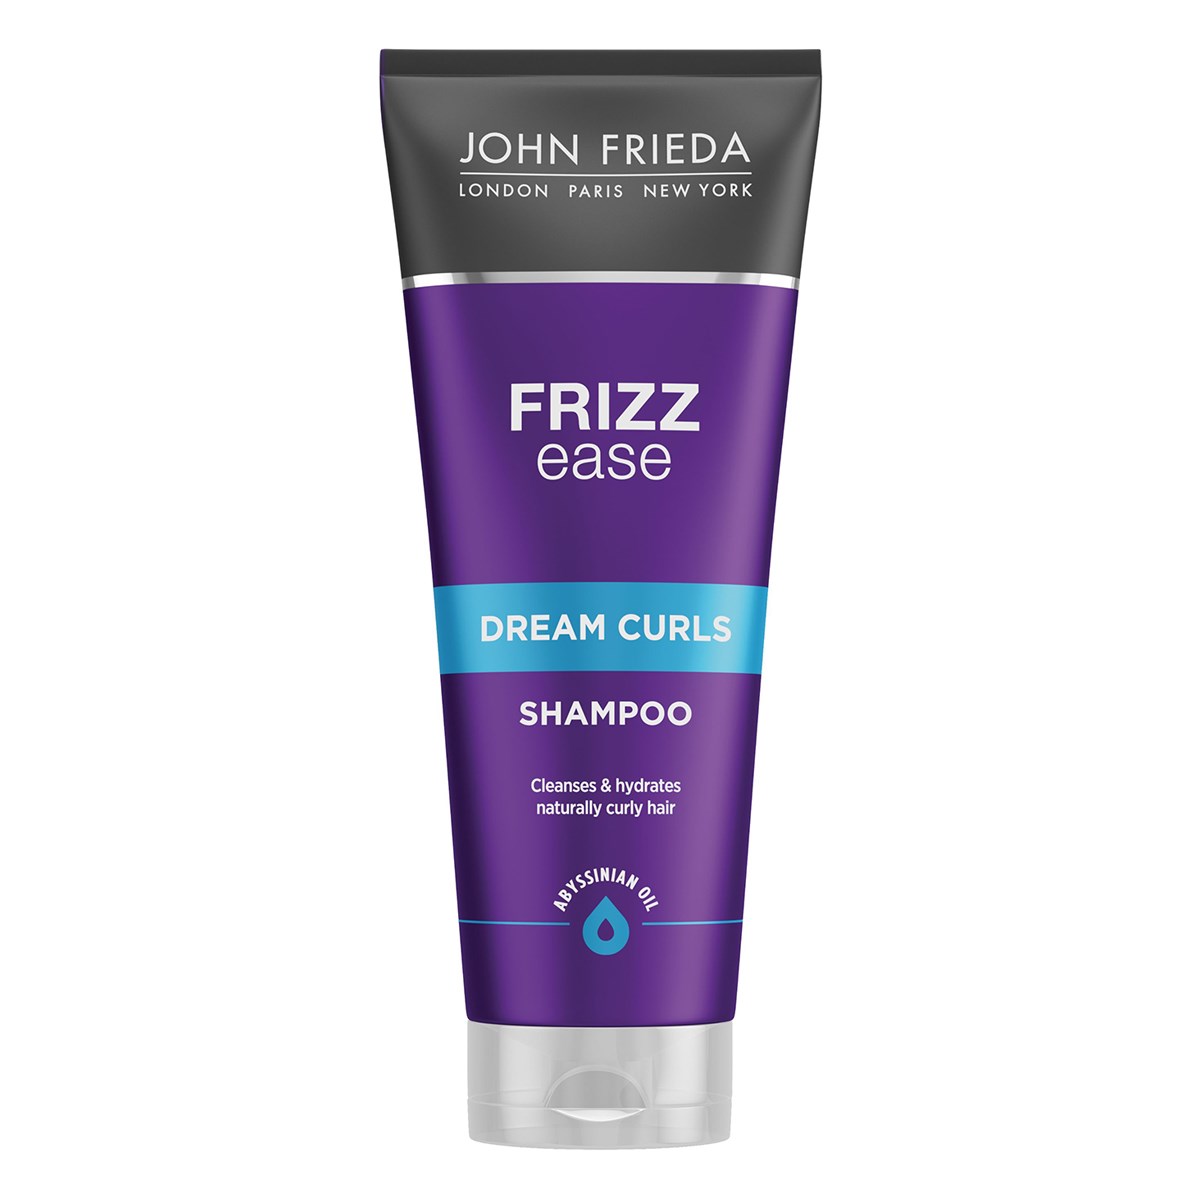 JOHN FRIEDA
LONDON PARIS NEW YORK
FRIZZ
ease
DREAM CURLS
SHAMPOO
Cleanses & hydrates
naturally curly hair
ABYSSINIAN OIL